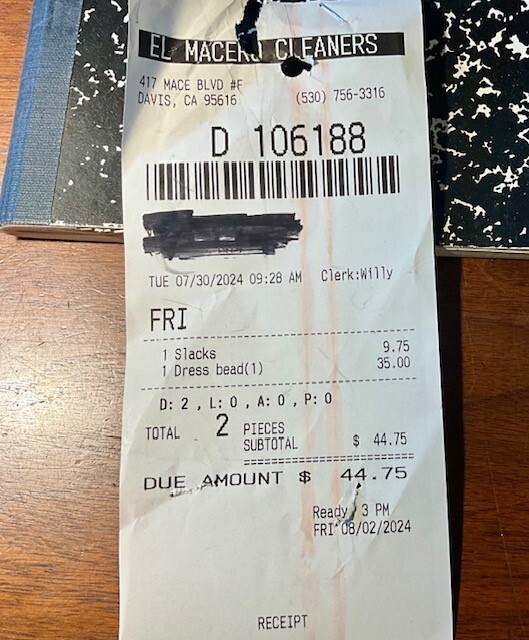 EL MACERO CLEANERS
417 MACE BLVD #F
DAVIS, CA 95616 (530) 756-3316
D 106188
TUE 07/30/2024 09:28 AM Clerk:Willy
FRI
1 Slacks 9.75
1 Dress bead(1) 35.00
D: 2 , L: 0 , A: 0 , P: 0
TOTAL 2 PIECES
SUBTOTAL $ 44.75
DUE AMOUNT $ 44.75
Ready 3 PM
FRI 08/02/2024
RECEIPT